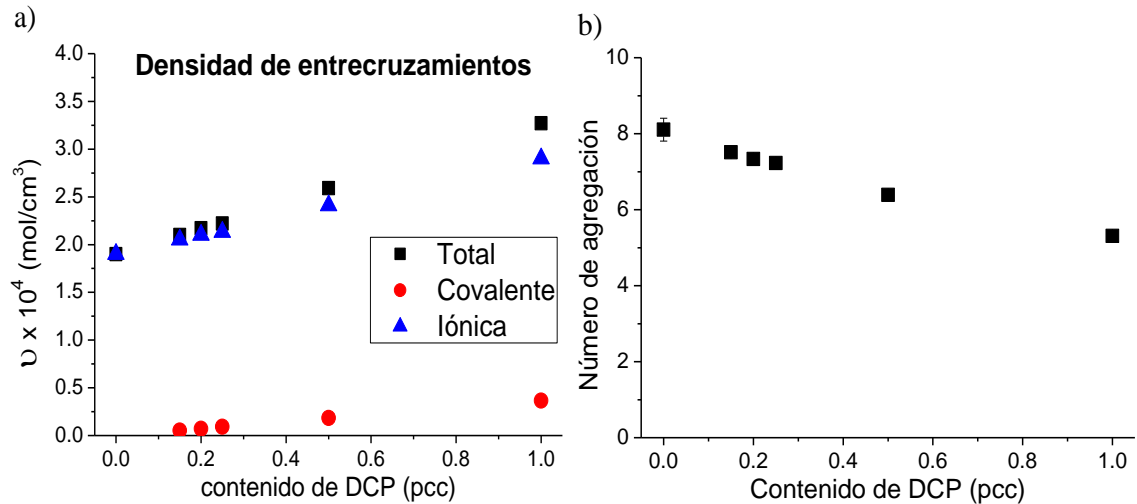 a)
Densidad de entrecruzamientos
4.0
3.5
3.0
2.5
2.0
1.5
1.0
0.5
0.0
υ x 10⁴ (mol/cm³)
Total
Covalente
Iónica
0.0 0.2 0.4 0.6 0.8 1.0
contenido de DCP (pcc)
b)
10
8
6
4
2
0
Número de agregación
0.0 0.2 0.4 0.6 0.8 1.0
Contenido de DCP (pcc)